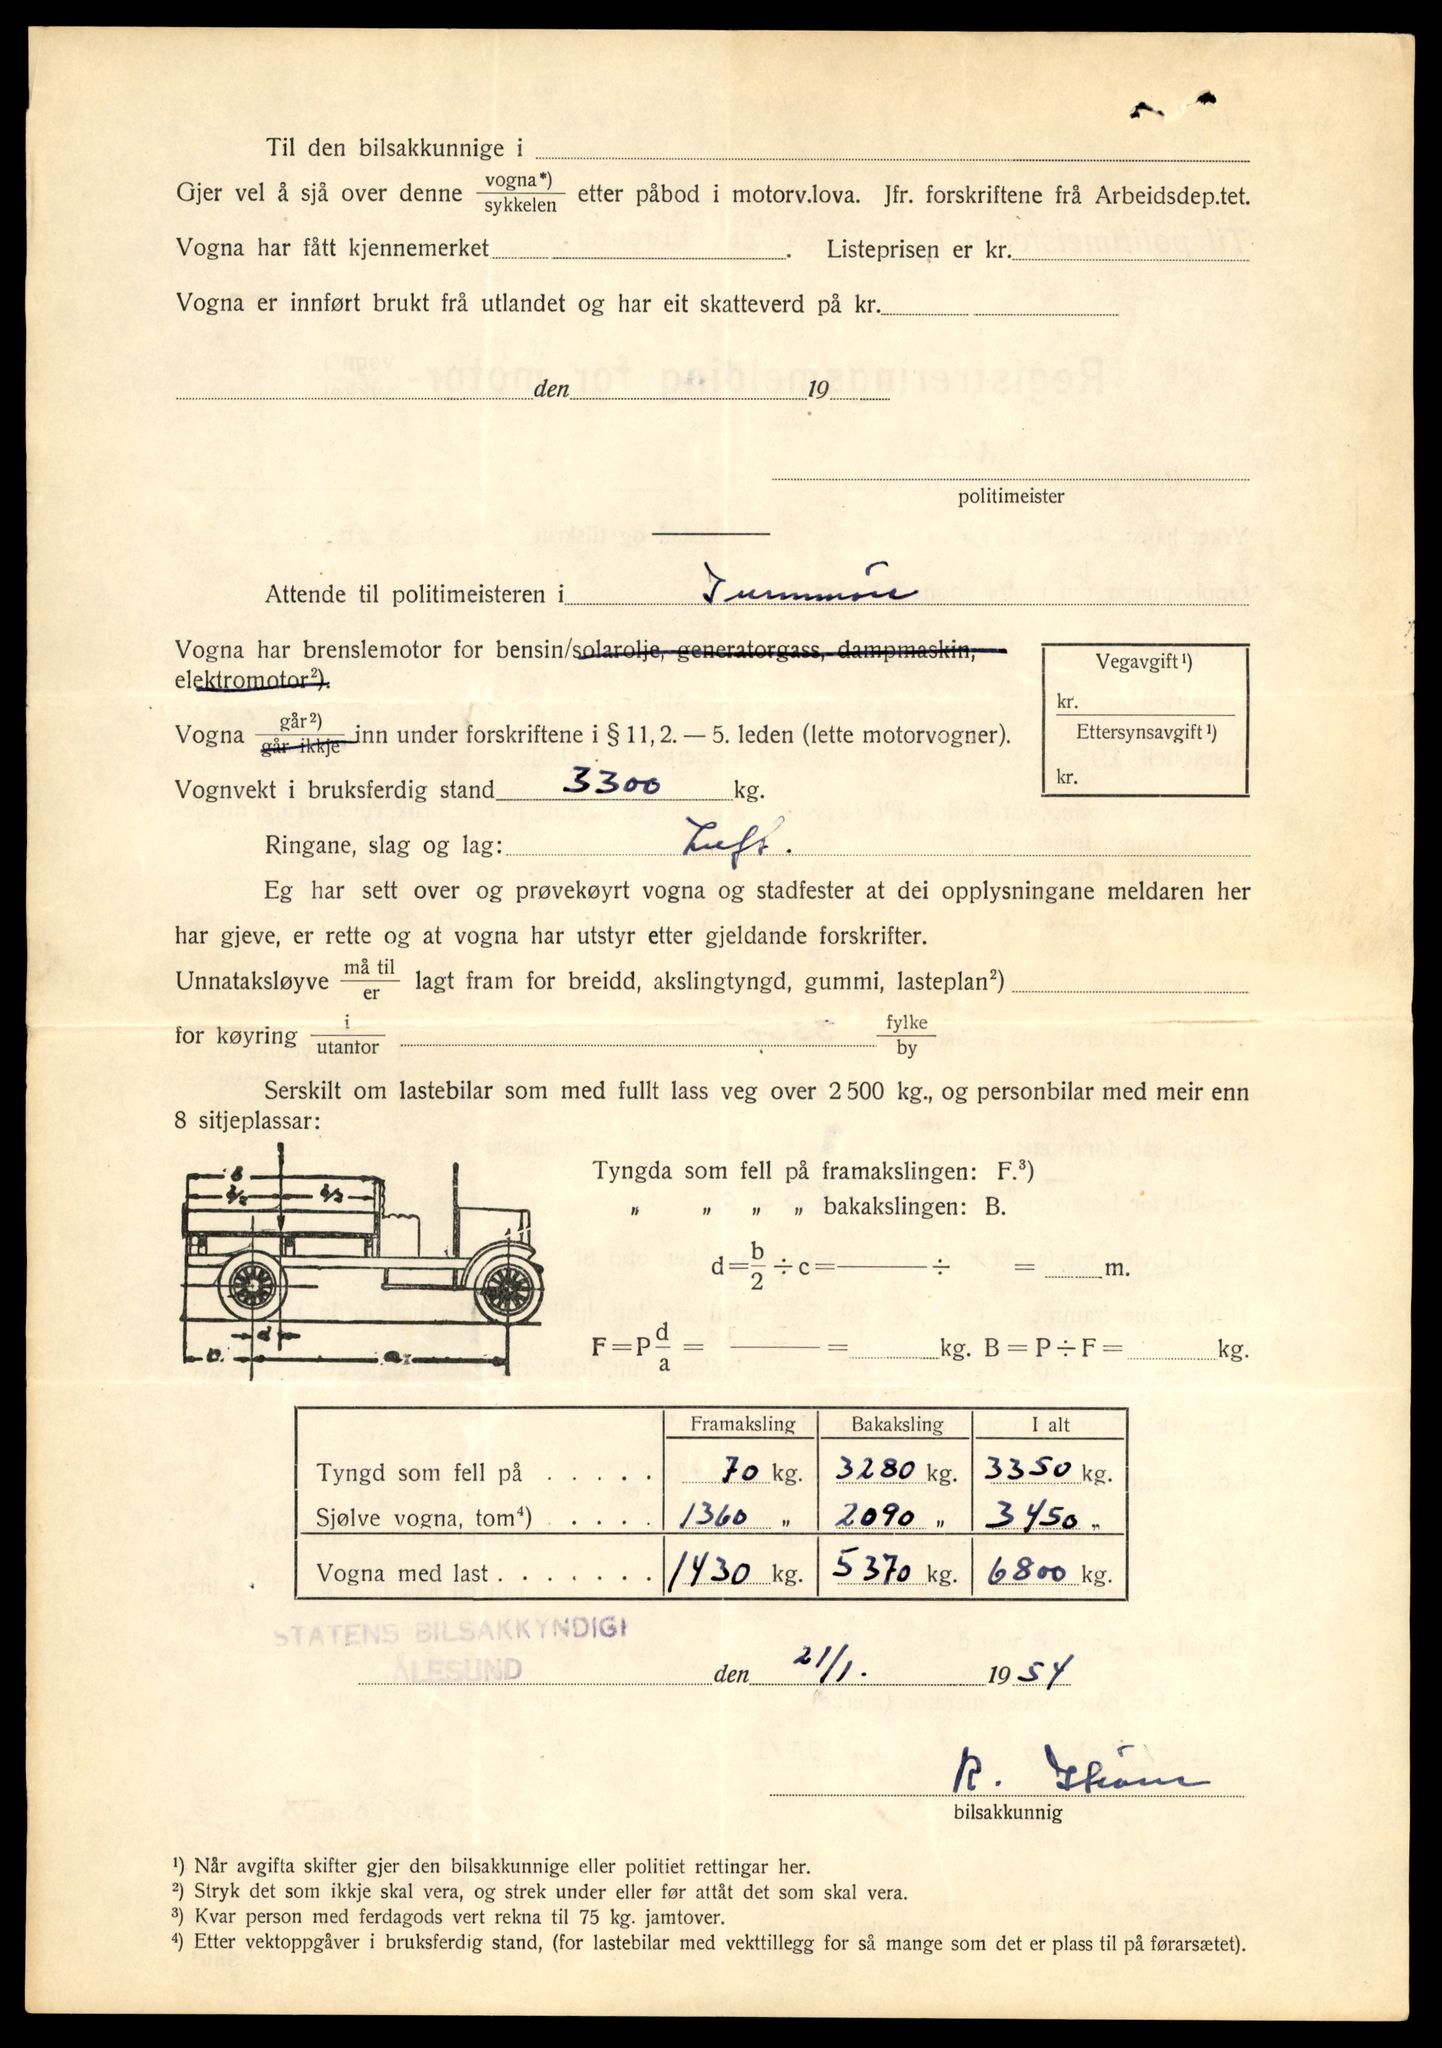 Til den bilsakkunnige i
Gjer vel å sjå over denne vogna*) / sykkelen etter påbod i motorv.lova. Jfr. forskriftene frå Arbeidsdep.tet.
Vogna har fått kjennemerket . Listeprisen er kr.
Vogna er innført brukt frå utlandet og har eit skatteverd på kr.
den 19
politimeister
Attende til politimeisteren i
Vogna har brenslemotor for bensin/solarolje, generatorgass, dampmaskin,
elektromotor²).
Vegavgift¹)
kr.
Ettersynsavgift¹)
kr.
Vogna går²) / går ikkje inn under forskriftene i § 11, 2. — 5. leden (lette motorvogner).
Vognvekt i bruksferdig stand 3300 kg.
Ringane, slag og lag: Luft.
Eg har sett over og prøvekøyrt vogna og stadfester at dei opplysningane meldaren her
har gjeve, er rette og at vogna har utstyr etter gjeldande forskrifter.
Unnataksløyve må til / er lagt fram for breidd, akslingtyngd, gummi, lasteplan²)
for køyring i / utantor fylke / by
Serskilt om lastebilar som med fullt lass veg over 2 500 kg., og personbilar med meir enn
8 sitjeplassar:
Tyngda som fell på framakslingen: F.³)
„ „ „ „ bakakslingen: B.
d = b/2 ÷ c = ——— ÷ = m.
F = P d/a = ——— = kg. B = P ÷ F = kg.
Framaksling Bakaksling I alt
Tyngd som fell på . . . . . 70 kg. 3280 kg. 3350 kg.
Sjølve vogna, tom⁴) . . . . . 1360 „ 2090 „ 3450 „
Vogna med last . . . . . . . 1430 kg. 5370 kg. 6800 kg.
STATENS BILSAKKYNDIGI
ÅLESUND
den 21/1. 1954
R.
bilsakkunnig
¹) Når avgifta skifter gjer den bilsakkunnige eller politiet rettingar her.
²) Stryk det som ikkje skal vera, og strek under eller før attåt det som skal vera.
³) Kvar person med ferdagods vert rekna til 75 kg. jamtover.
⁴) Etter vektoppgåver i bruksferdig stand, (for lastebilar med vekttillegg for så mange som det er plass til på førarsætet).